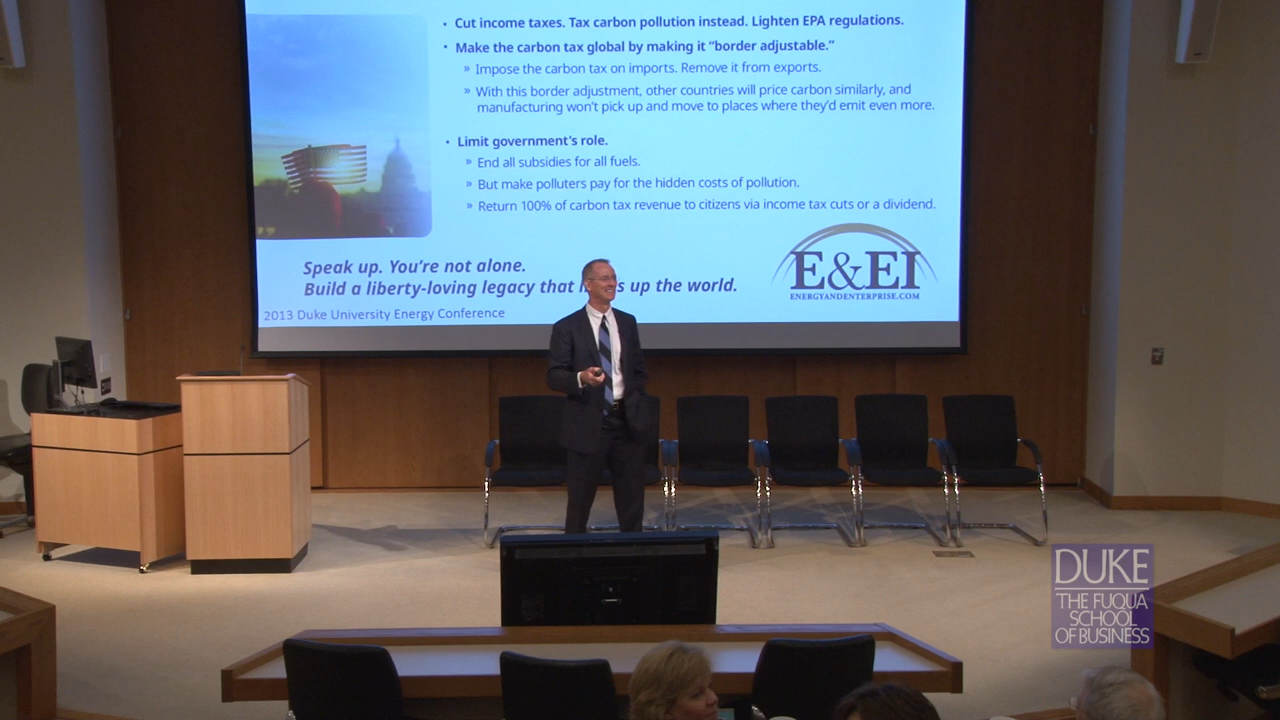 • Cut income taxes. Tax carbon pollution instead. Lighten EPA regulations.
• Make the carbon tax global by making it “border adjustable.”
» Impose the carbon tax on imports. Remove it from exports.
» With this border adjustment, other countries will price carbon similarly, and
manufacturing won’t pick up and move to places where they’d emit even more.
• Limit government’s role.
» End all subsidies for all fuels.
» But make polluters pay for the hidden costs of pollution.
» Return 100% of carbon tax revenue to citizens via income tax cuts or a dividend.
Speak up. You’re not alone.
Build a liberty-loving legacy that up the world.
E&EI
ENERGYANDENTERPRISE.COM
2013 Duke University Energy Conference
DUKE
THE FUQUA
SCHOOL
OF BUSINESS